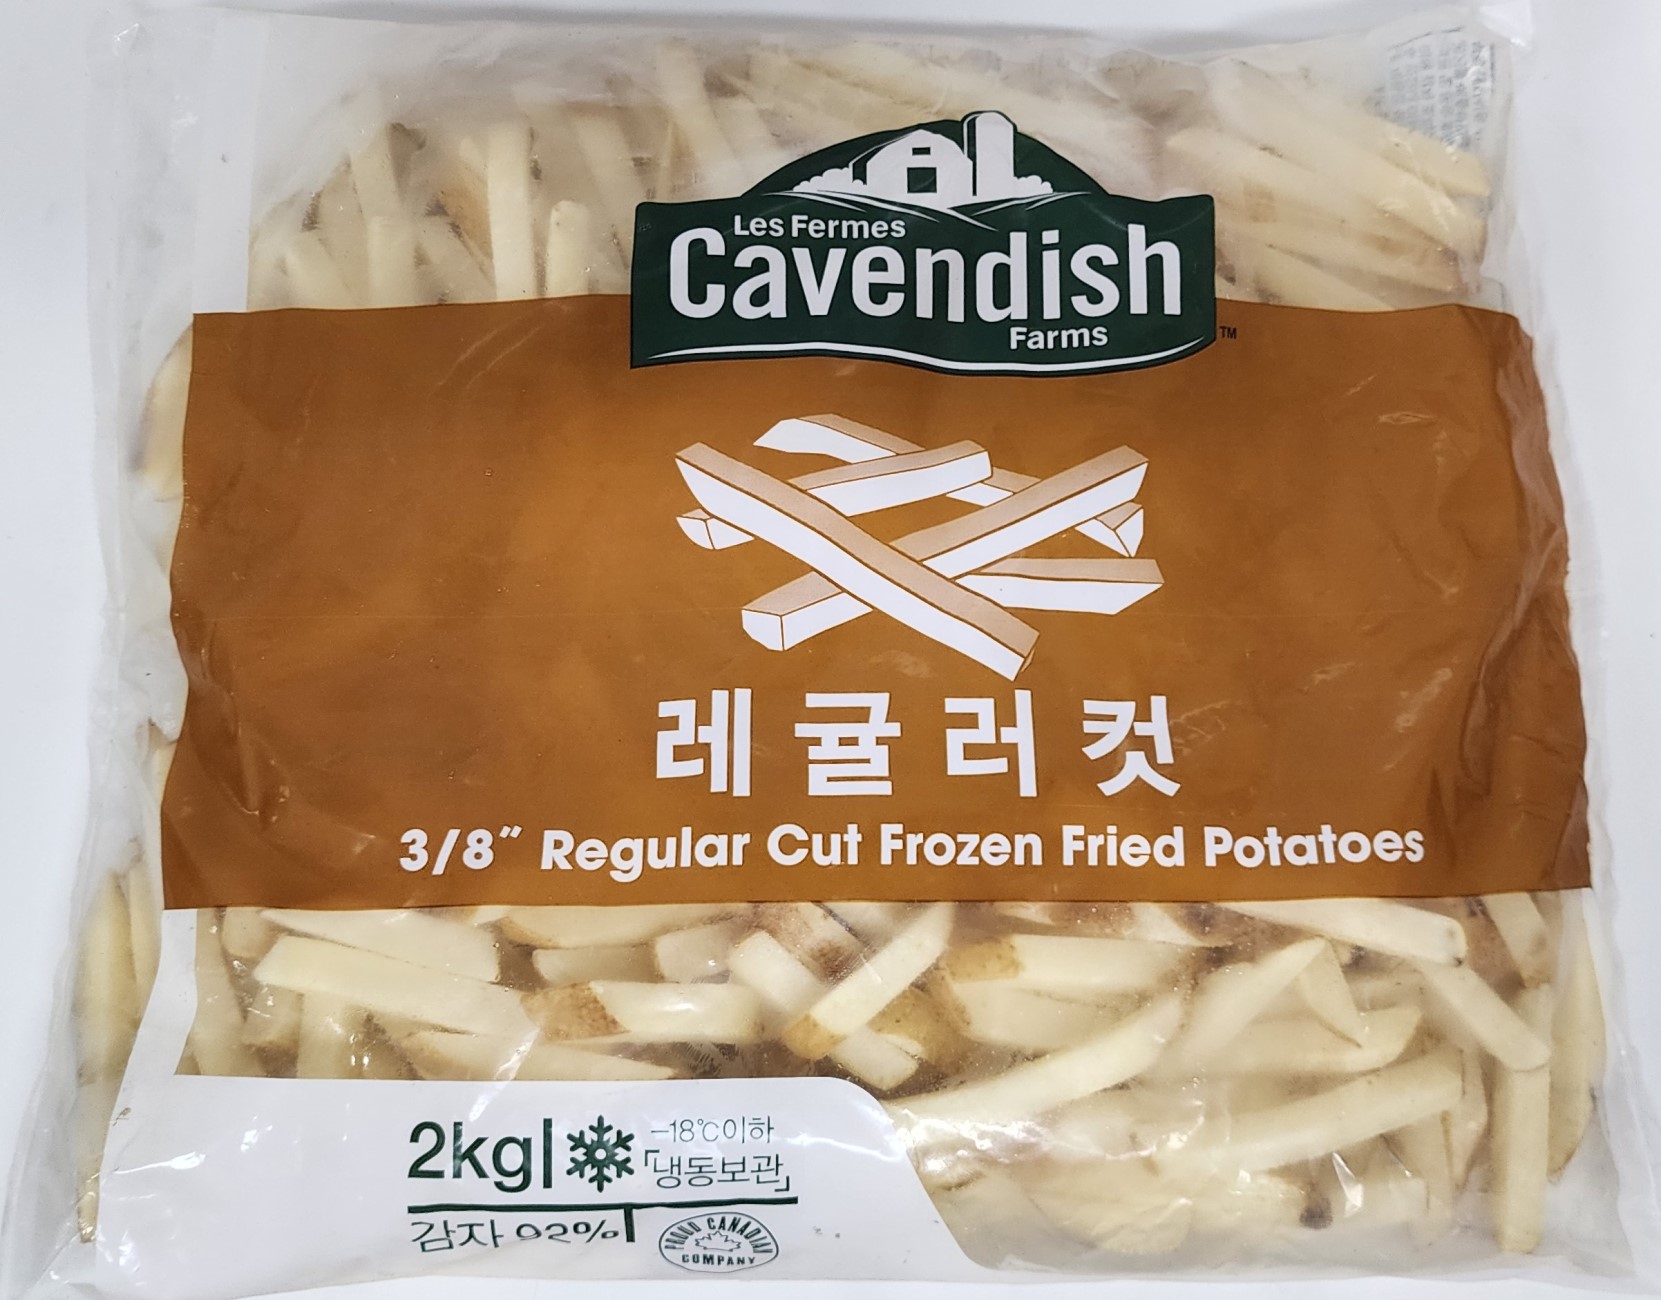 Les Fermes
Cavendish
Farms
TM
레귤러컷
3/8" Regular Cut Frozen Fried Potatoes
2kg
-18℃이하
「냉동보관」
감자 92%
PROUD CANADIAN
COMPANY